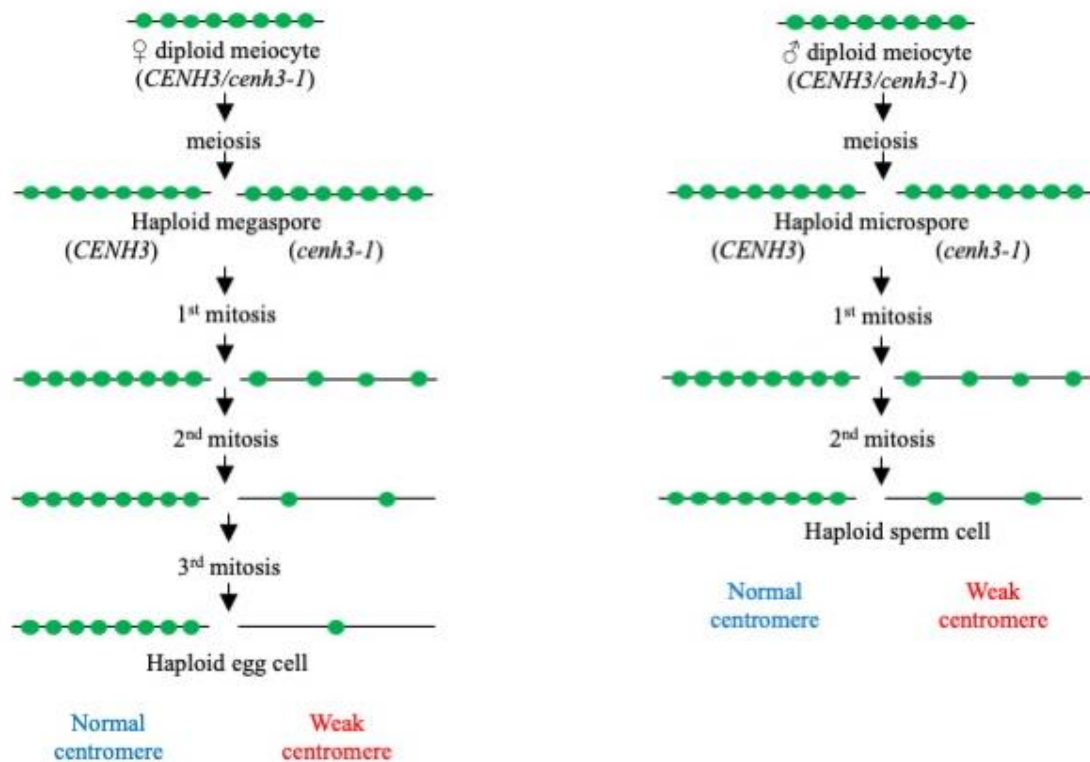 ♀ diploid meiocyte
(CENH3/cenh3-1)
meiosis
Haploid megaspore
(CENH3) (cenh3-1)
1st mitosis
2nd mitosis
3rd mitosis
Haploid egg cell
Normal centromere
Weak centromere
♂ diploid meiocyte
(CENH3/cenh3-1)
meiosis
Haploid microspore
(CENH3) (cenh3-1)
1st mitosis
2nd mitosis
Haploid sperm cell
Normal centromere
Weak centromere